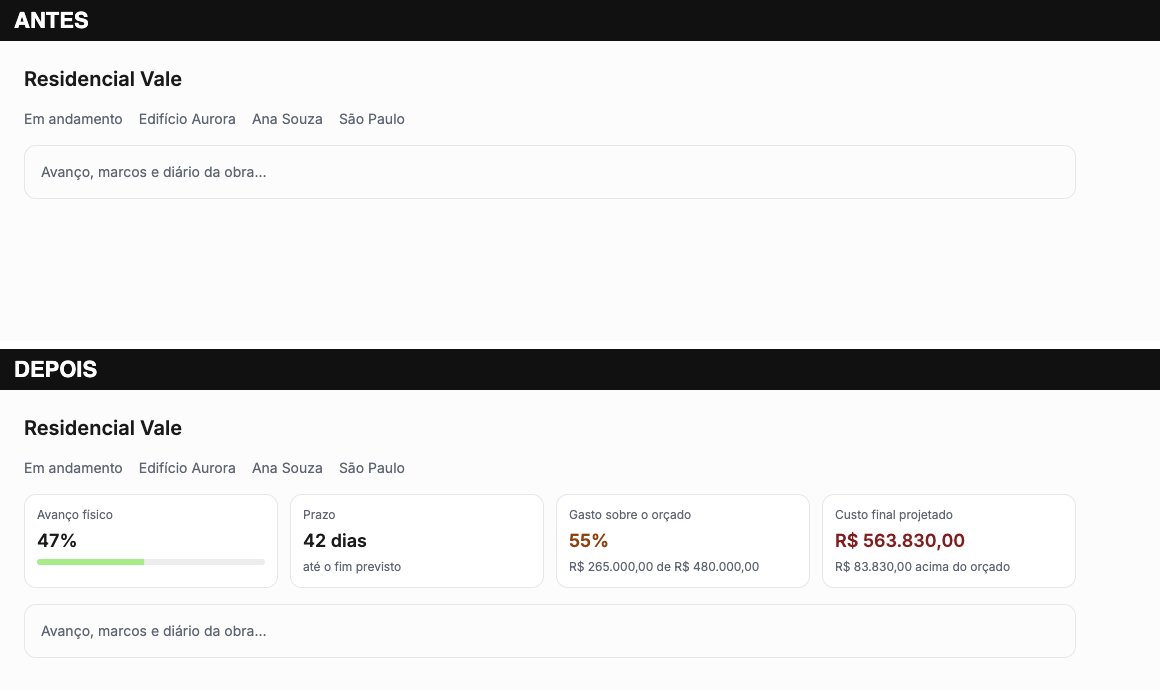 ANTES
Residencial Vale
Em andamento Edifício Aurora Ana Souza São Paulo
Avanço, marcos e diário da obra...
DEPOIS
Residencial Vale
Em andamento Edifício Aurora Ana Souza São Paulo
Avanço físico
47%
Prazo
42 dias
até o fim previsto
Gasto sobre o orçado
55%
R$ 265.000,00 de R$ 480.000,00
Custo final projetado
R$ 563.830,00
R$ 83.830,00 acima do orçado
Avanço, marcos e diário da obra...